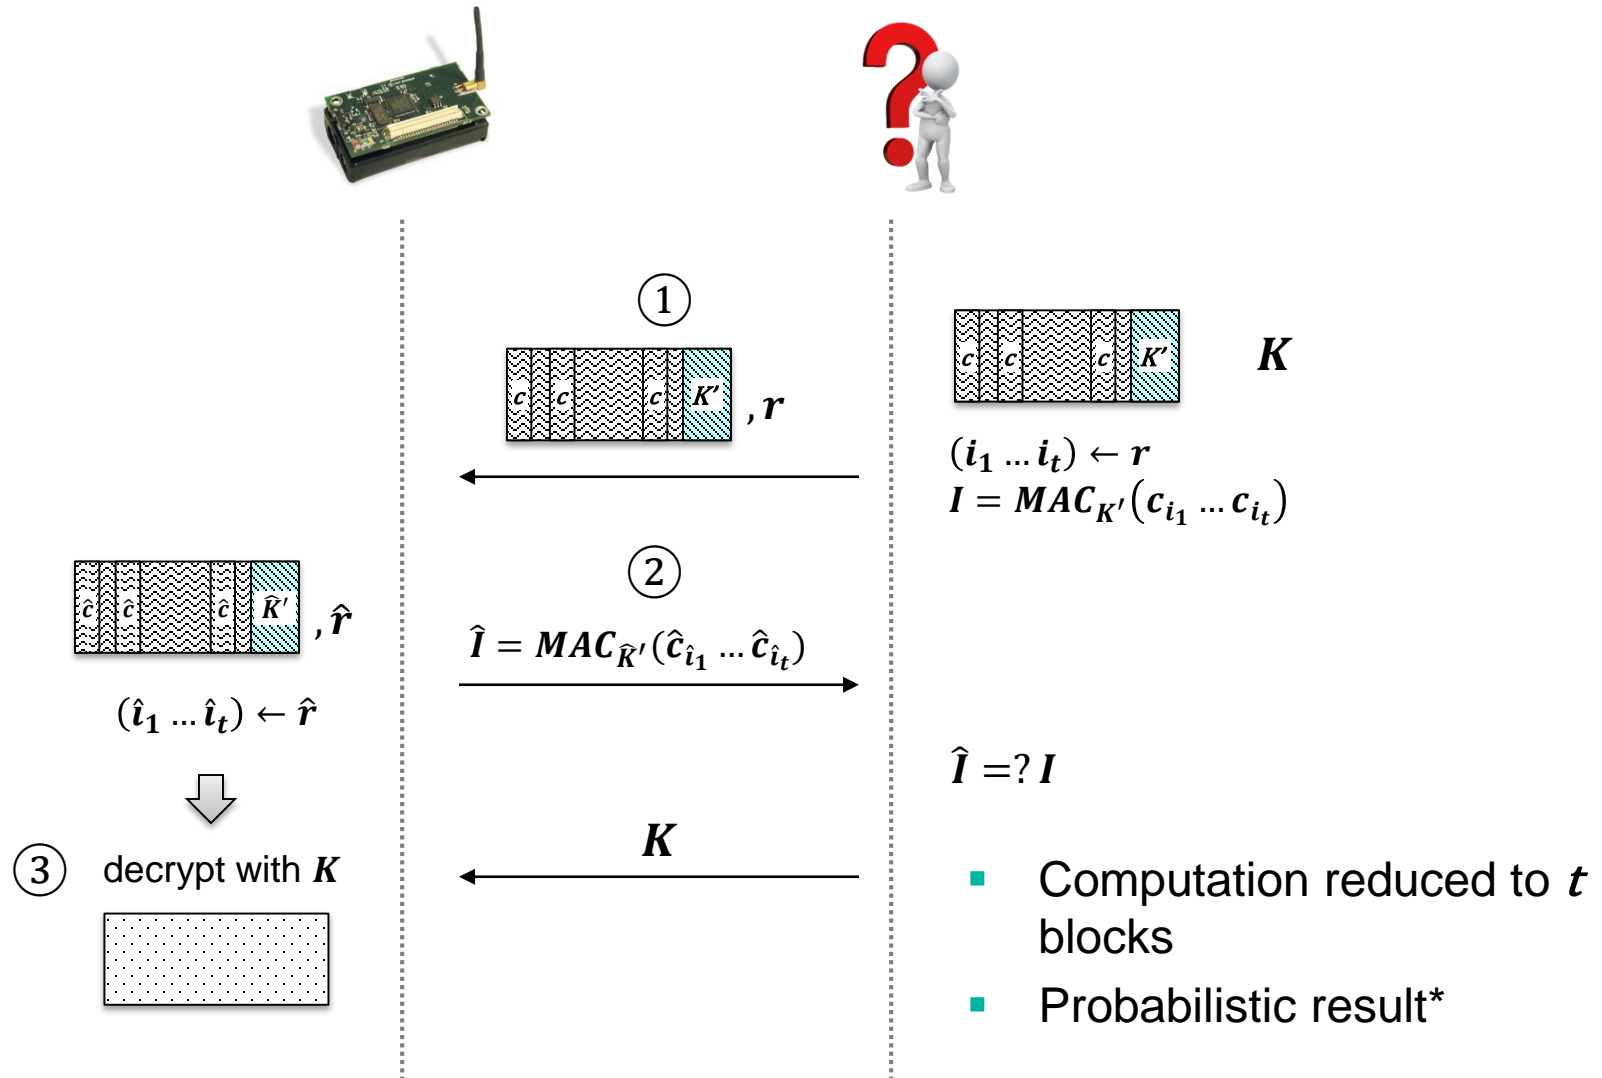 ①
c c c K' , r
c c c K' K
(i₁ … iₜ) ← r
I = MAC_K′(c_i₁ … c_iₜ)
②
ĉ ĉ ĉ K̂′ , r̂
Î = MAC_K̂′(ĉ_î₁ … ĉ_îₜ)
(î₁ … îₜ) ← r̂
Î =? I
K
③ decrypt with K
▪ Computation reduced to t
blocks
▪ Probabilistic result*